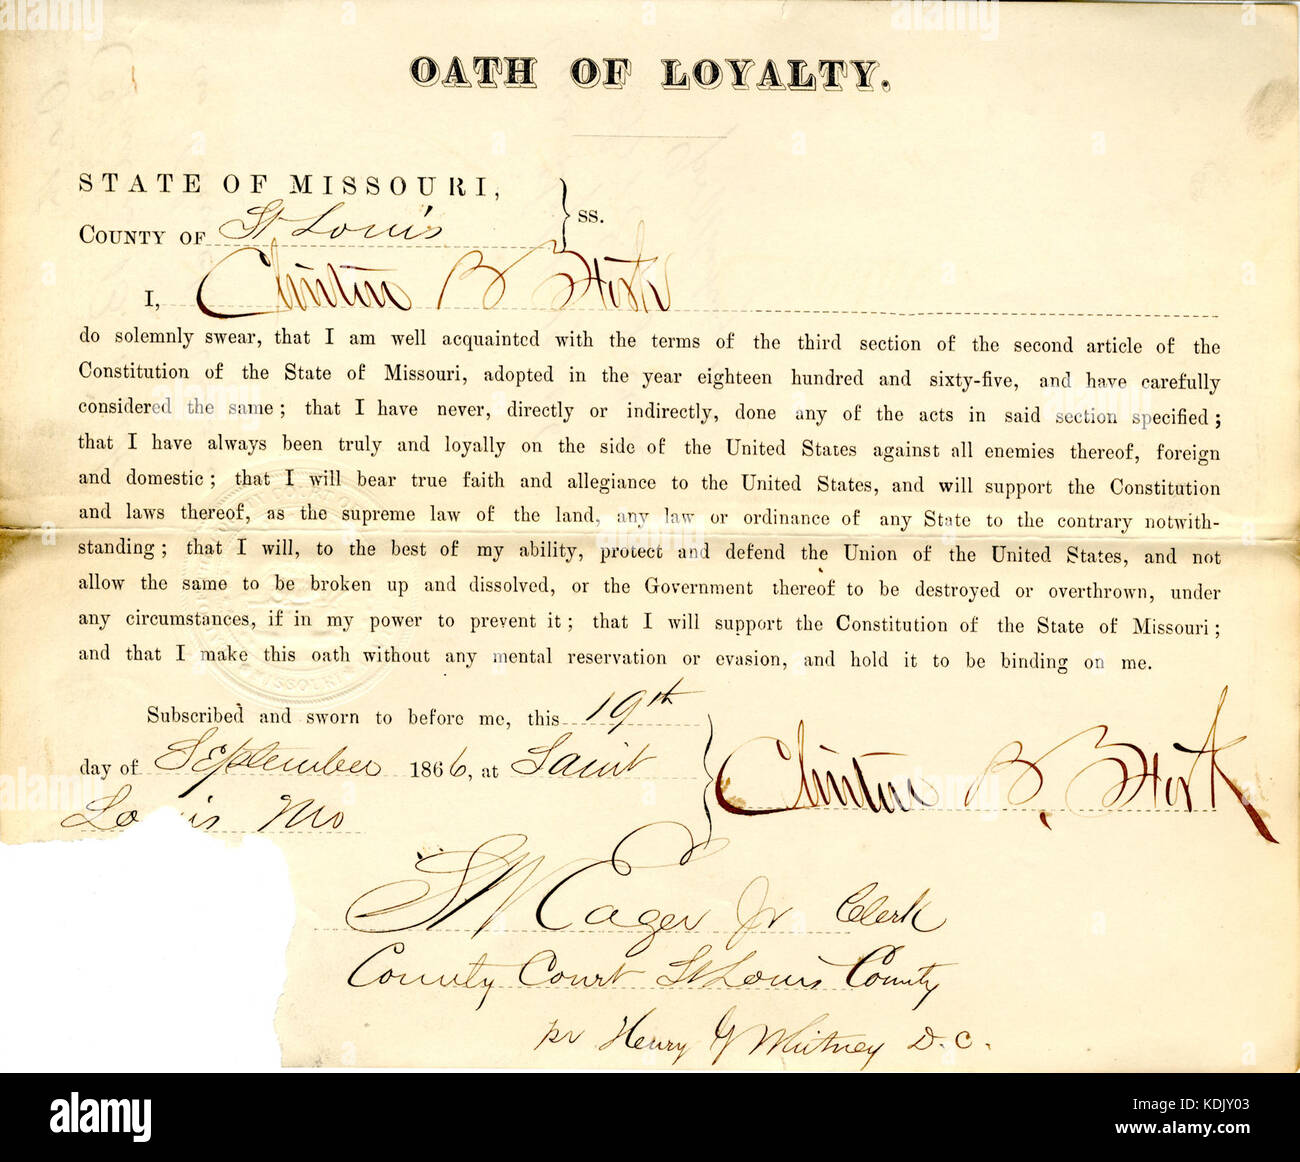 OATH OF LOYALTY.
STATE OF MISSOURI,
COUNTY OF St Louis } ss.
I, Clinton B Fisk
do solemnly swear, that I am well acquainted with the terms of the third section of the second article of the
Constitution of the State of Missouri, adopted in the year eighteen hundred and sixty-five, and have carefully
considered the same; that I have never, directly or indirectly, done any of the acts in said section specified;
that I have always been truly and loyally on the side of the United States against all enemies thereof, foreign
and domestic; that I will bear true faith and allegiance to the United States, and will support the Constitution
and laws thereof, as the supreme law of the land, any law or ordinance of any State to the contrary notwith-
standing; that I will, to the best of my ability, protect and defend the Union of the United States, and not
allow the same to be broken up and dissolved, or the Government thereof to be destroyed or overthrown, under
any circumstances, if in my power to prevent it; that I will support the Constitution of the State of Missouri;
and that I make this oath without any mental reservation or evasion, and hold it to be binding on me.
Subscribed and sworn to before me, this 19th
day of September 1866, at Saint
Louis Mo
Clinton B. Fisk
S W Eager Jr Clerk
County Court St Louis County
pr Henry G Whitney D.C.
MISSOURI
alamy
Image ID: KDJY03
www.alamy.com